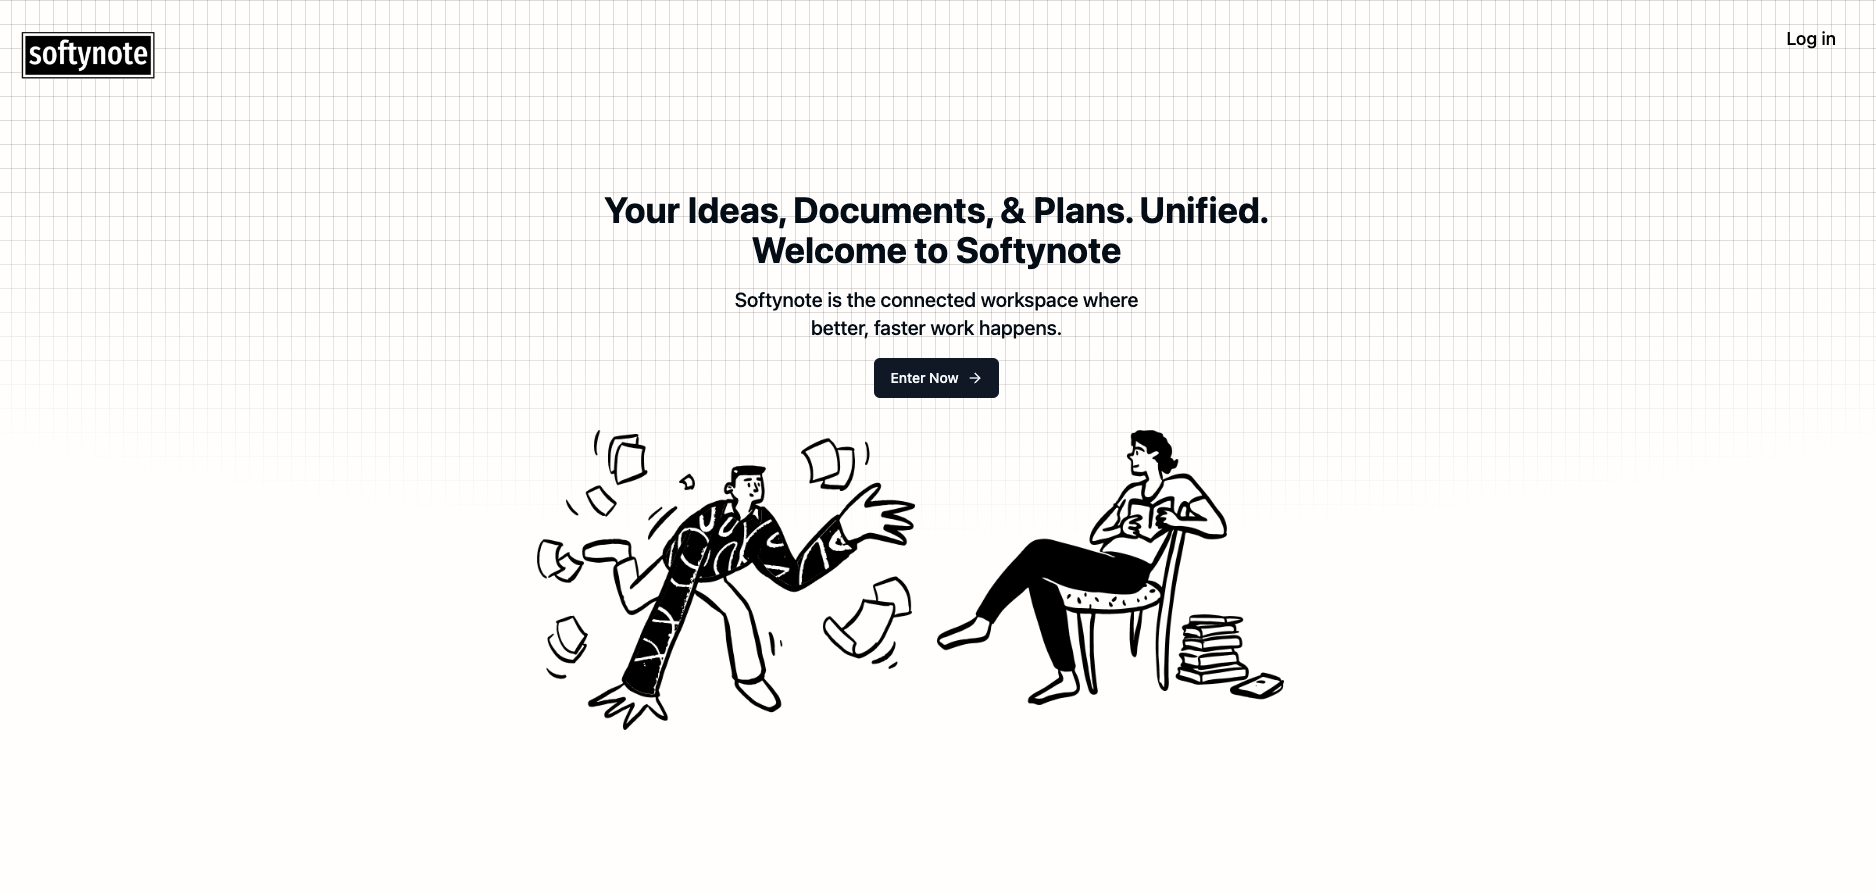 softynote
Log in
Your Ideas, Documents, & Plans. Unified.
Welcome to Softynote
Softynote is the connected workspace where
better, faster work happens.
Enter Now